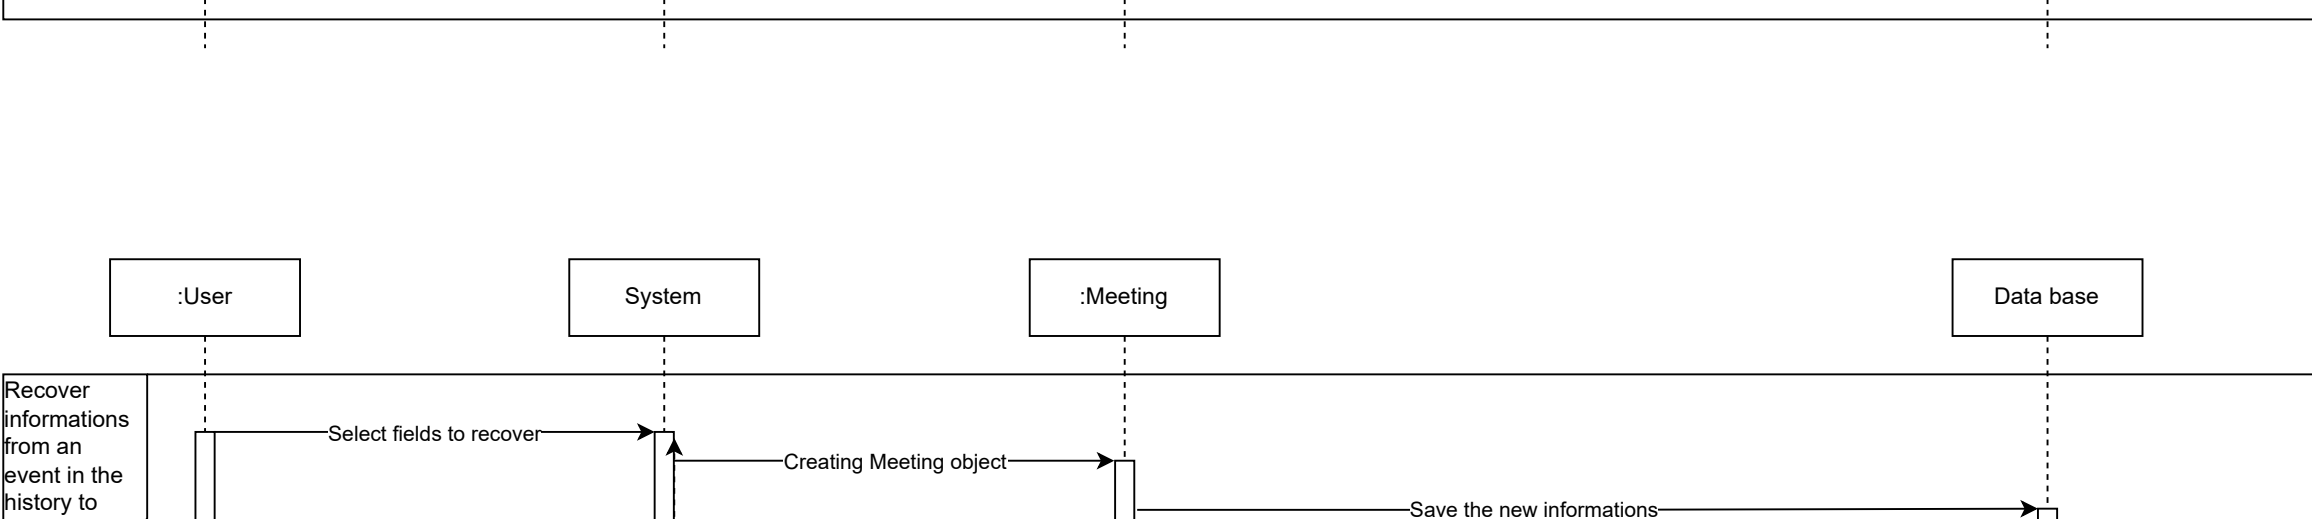 :User
System
:Meeting
Data base
Recover
informations
from an
event in the
history to
Select fields to recover
Creating Meeting object
Save the new informations